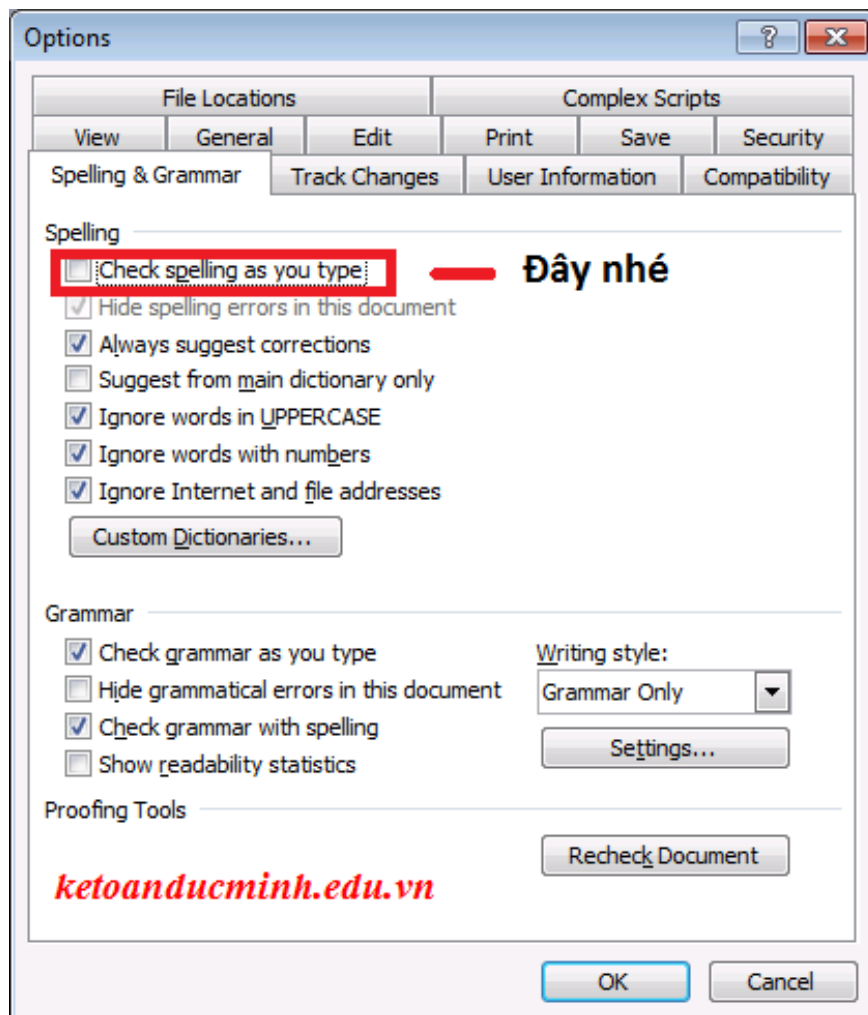 Options
File Locations Complex Scripts
View General Edit Print Save Security
Spelling & Grammar Track Changes User Information Compatibility
Spelling
Check spelling as you type Đây nhé
Hide spelling errors in this document
Always suggest corrections
Suggest from main dictionary only
Ignore words in UPPERCASE
Ignore words with numbers
Ignore Internet and file addresses
Custom Dictionaries...
Grammar
Check grammar as you type Writing style:
Hide grammatical errors in this document Grammar Only
Check grammar with spelling Settings...
Show readability statistics
Proofing Tools
Recheck Document
ketoanducminh.edu.vn
OK Cancel